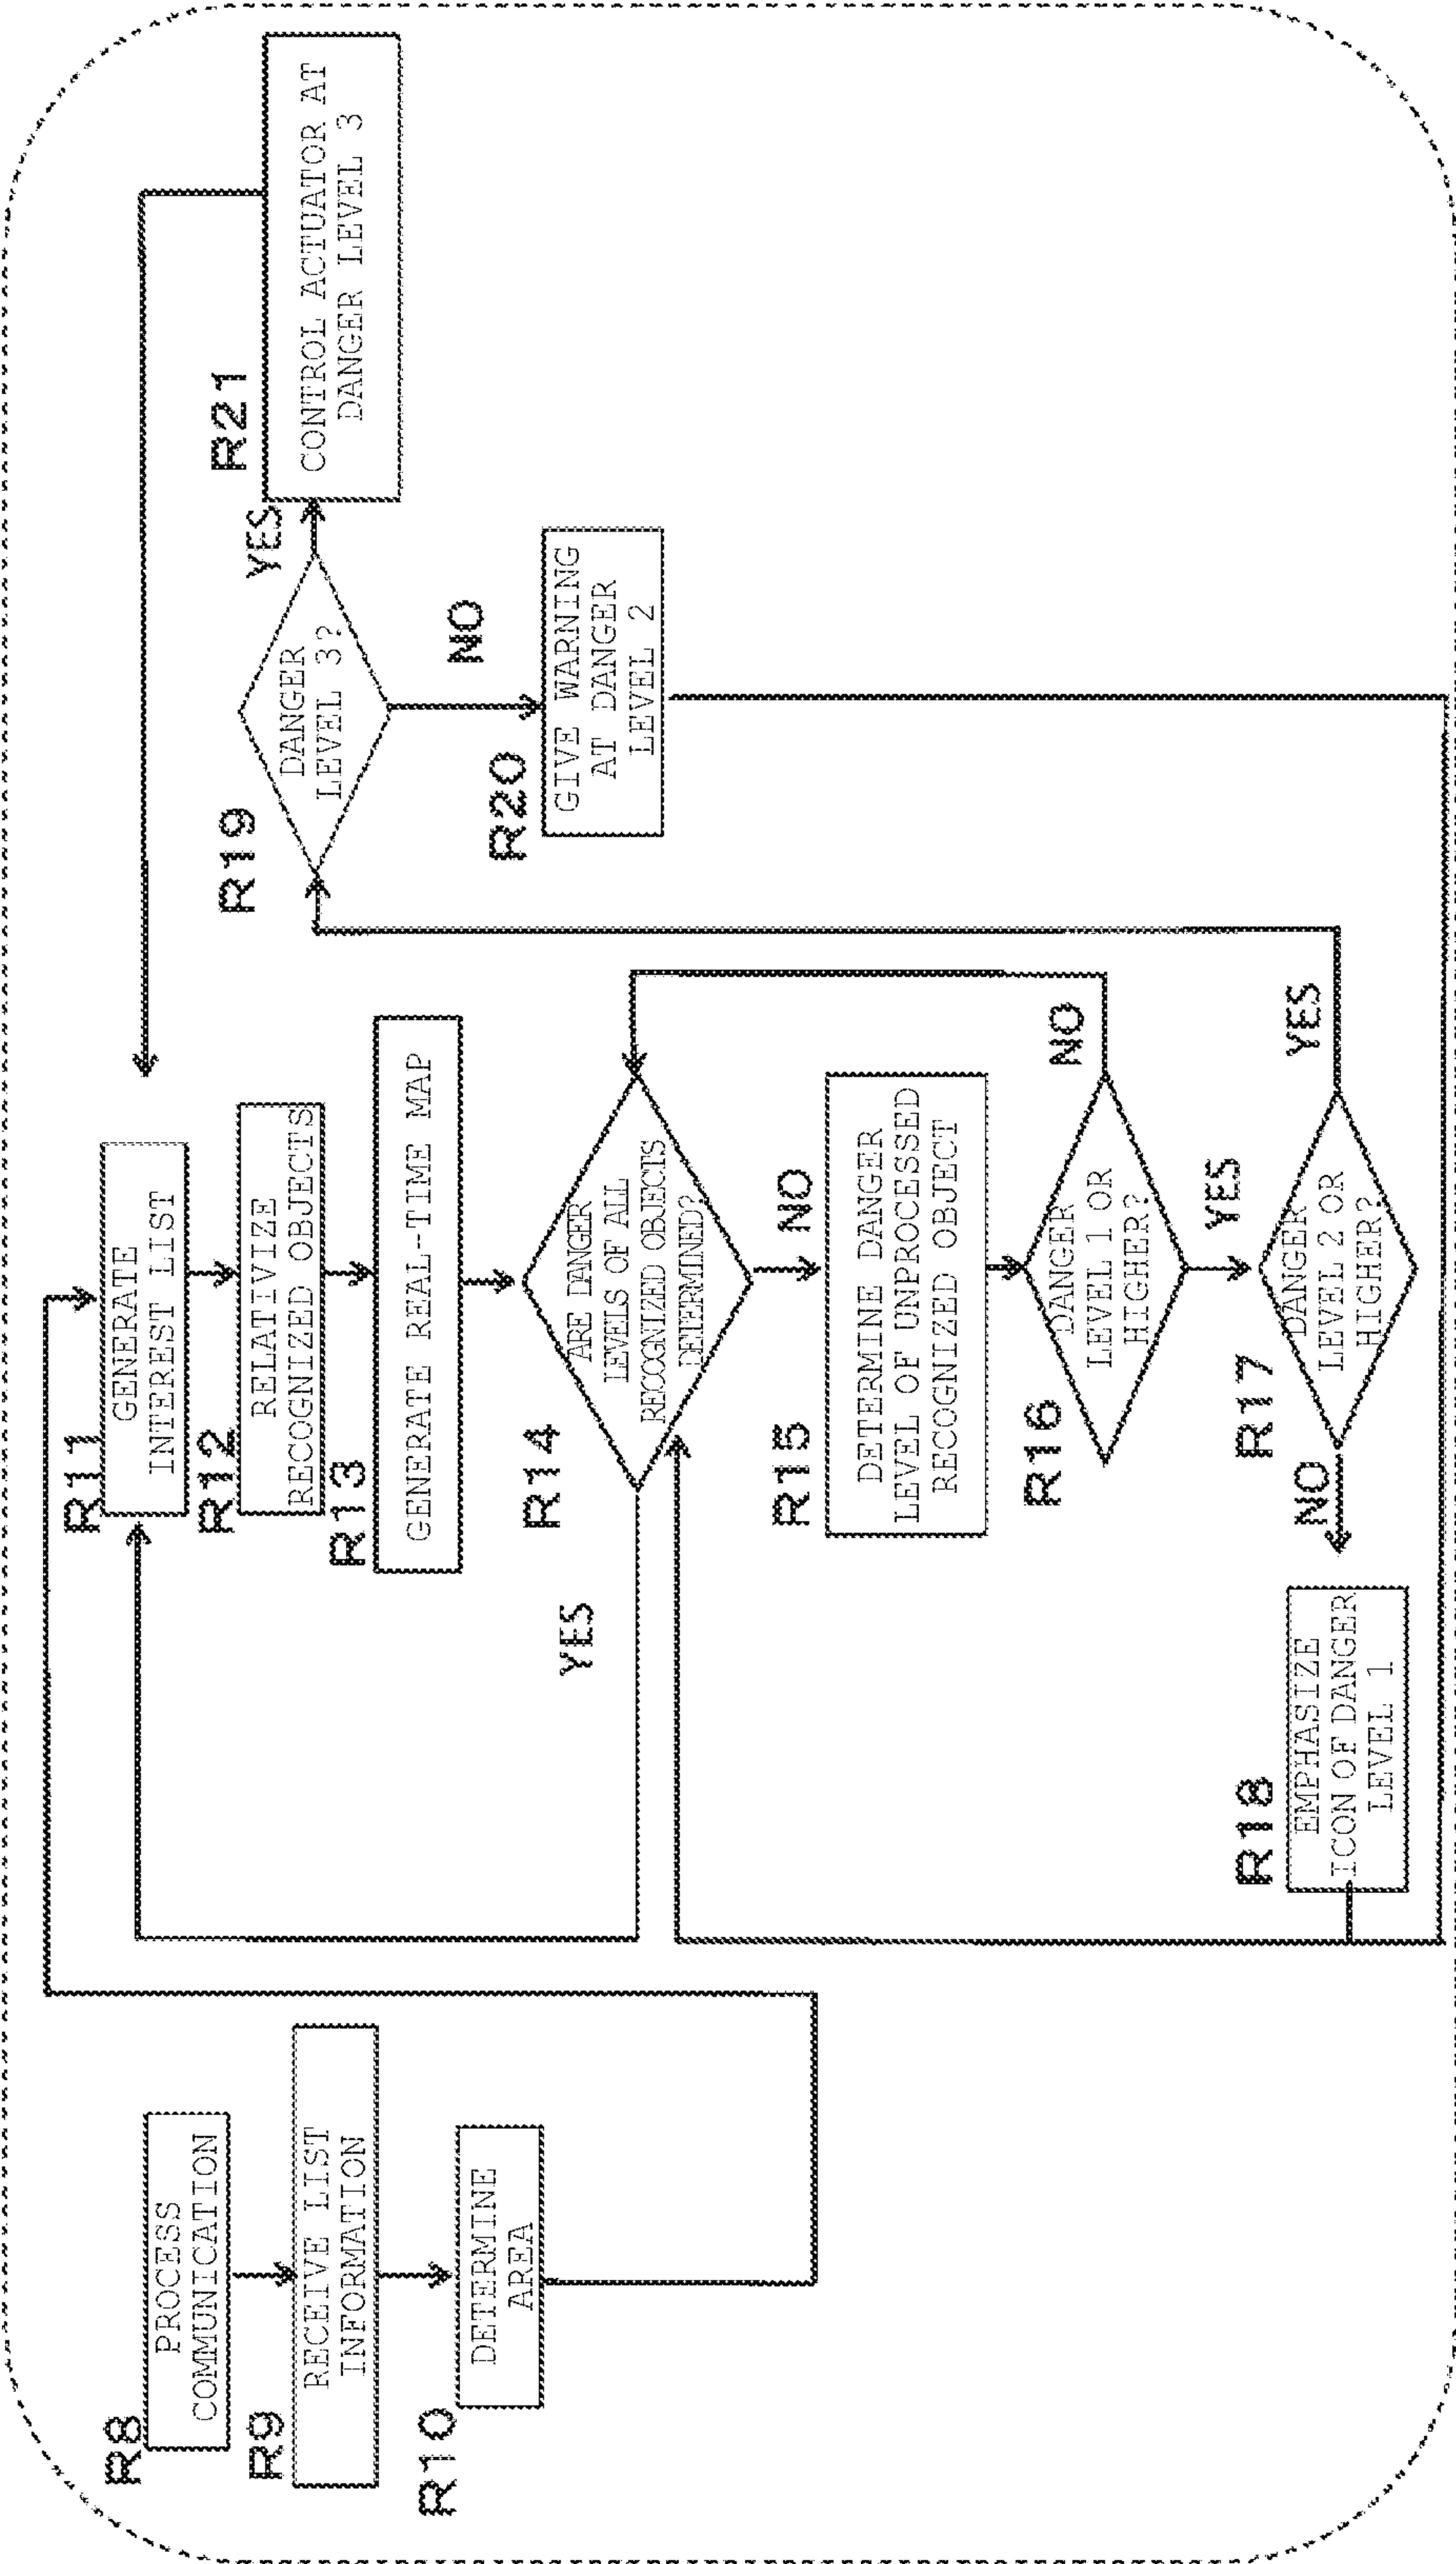 R8
PROCESS
COMMUNICATION
R9
RECEIVE LIST
INFORMATION
R10
DETERMINE
AREA
R11
GENERATE
INTEREST LIST
R12
RELATIVIZE
RECOGNIZED OBJECTS
R13
GENERATE REAL-TIME MAP
R14
ARE DANGER
LEVELS OF ALL
RECOGNIZED OBJECTS
DETERMINED?
YES
NO
R15
DETERMINE DANGER
LEVEL OF UNPROCESSED
RECOGNIZED OBJECT
R16
DANGER
LEVEL 1 OR
HIGHER?
NO
YES
R17
DANGER
LEVEL 2 OR
HIGHER?
NO
YES
R18
EMPHASIZE
ICON OF DANGER
LEVEL 1
R19
DANGER
LEVEL 3?
YES
NO
R20
GIVE WARNING
AT DANGER
LEVEL 2
R21
CONTROL ACTUATOR AT
DANGER LEVEL 3